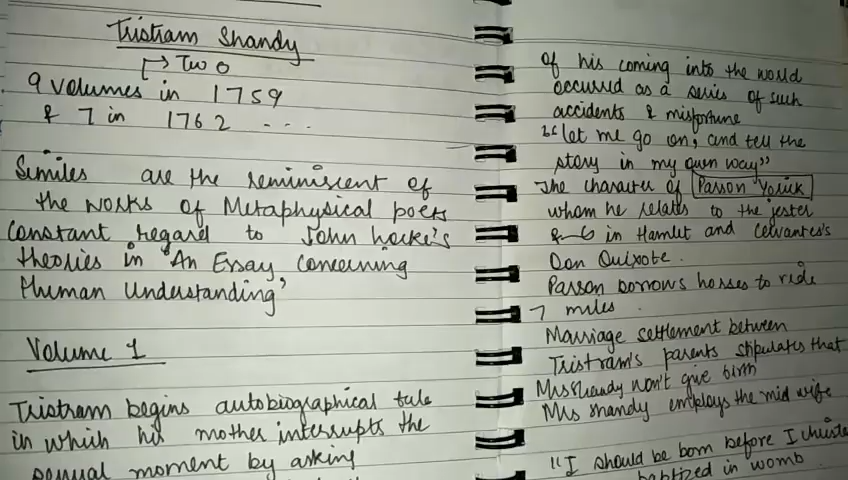 Tristram Shandy
→ Two
9 volumes in 1759
& 7 in 1762 ...
Similes are the reminiscent of
the works of Metaphysical poets
constant regard to John Locke's
theories in "An Essay Concerning
Human Understanding"
Volume 1
Tristram begins autobiographical tale
in which his mother interrupts the
sexual moment by asking
of his coming into the world
occurred as a series of such
accidents & misfortune
"let me go on, and tell the
story in my own way"
The character of Parson Yorick
whom he relates to the jester
in Hamlet and Cervantes's
Don Quixote.
Parson borrows horses to ride
7 miles.
Marriage settlement between
Tristram's parents stipulates that
Mrs Shandy won't give birth
Mrs Shandy employs the mid wife
"I should be born before I
baptized in womb